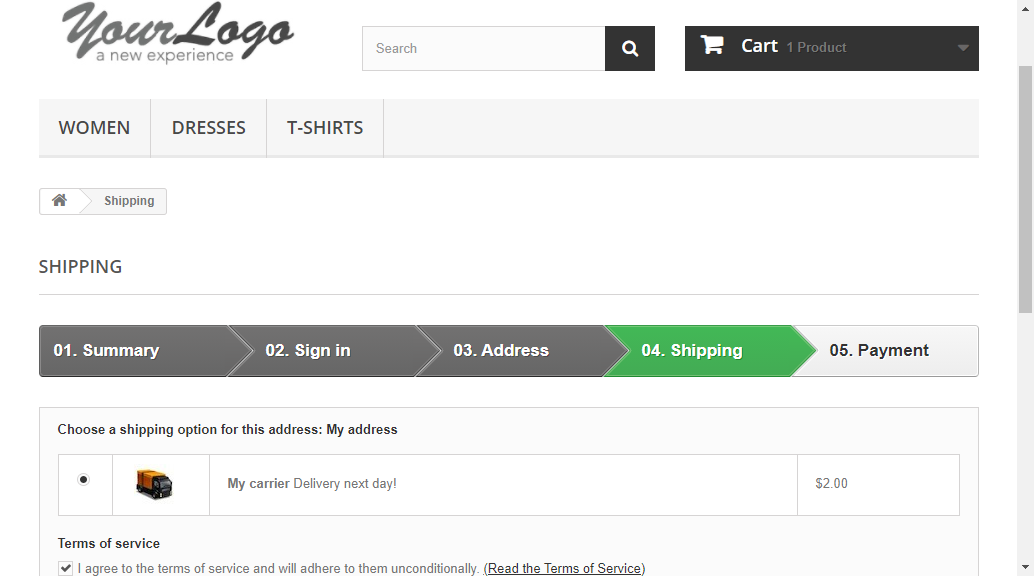 YourLogo
a new experience
Search
Cart 1 Product
WOMEN
DRESSES
T-SHIRTS
Shipping
SHIPPING
01. Summary
02. Sign in
03. Address
04. Shipping
05. Payment
Choose a shipping option for this address: My address
My carrier Delivery next day!
$2.00
Terms of service
I agree to the terms of service and will adhere to them unconditionally. (Read the Terms of Service)